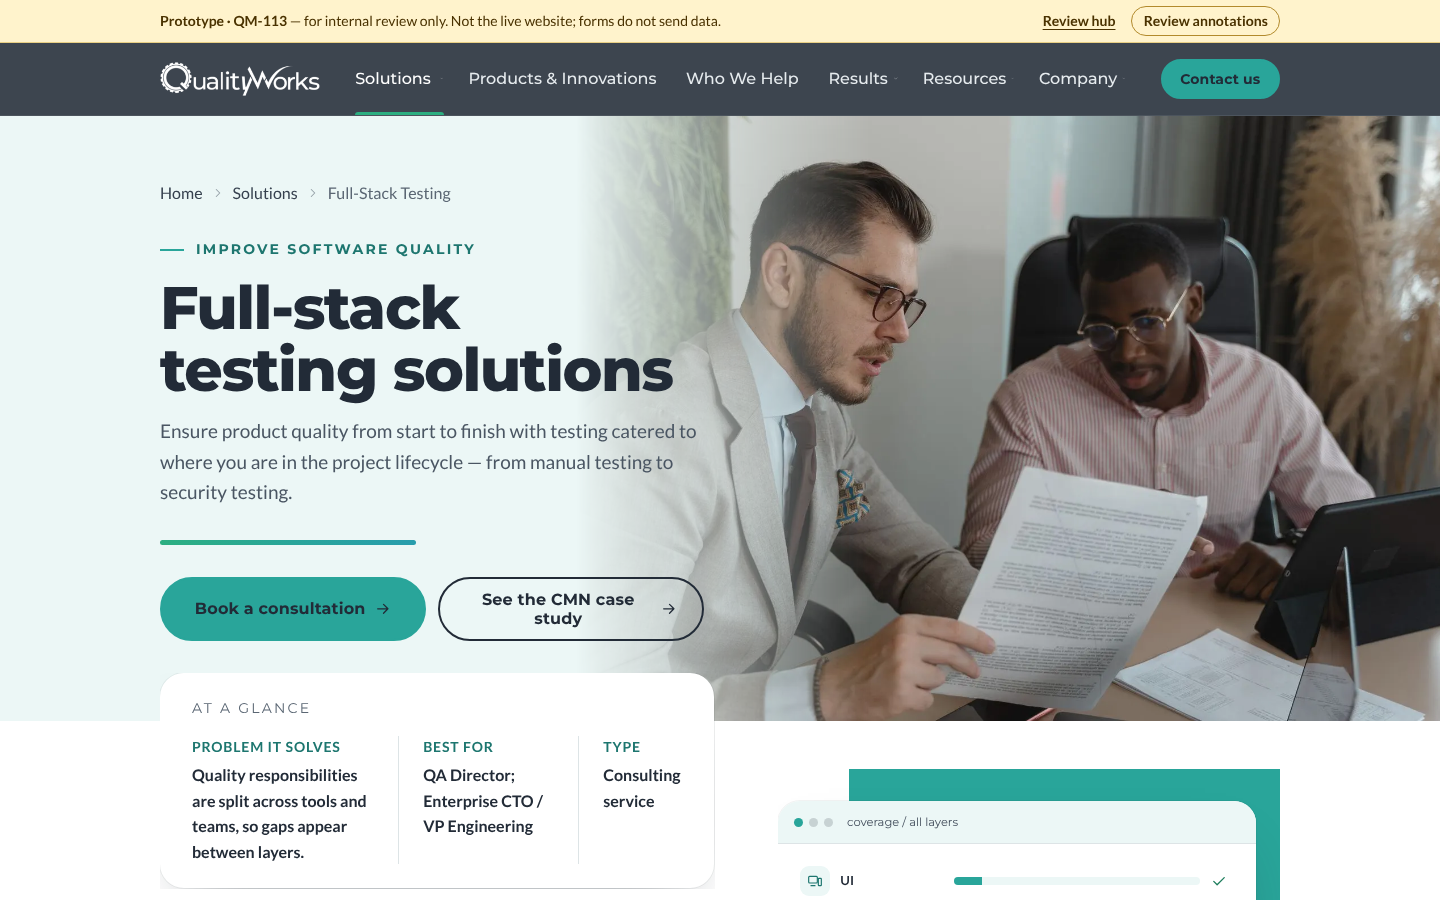 Prototype · QM-113 — for internal review only. Not the live website; forms do not send data.
Review hub
Review annotations
QualityWorks
Solutions
Products & Innovations
Who We Help
Results
Resources
Company
Contact us
Home
Solutions
Full-Stack Testing
IMPROVE SOFTWARE QUALITY
Full-stack
testing solutions
Ensure product quality from start to finish with testing catered to
where you are in the project lifecycle — from manual testing to
security testing.
Book a consultation
See the CMN case
study
AT A GLANCE
PROBLEM IT SOLVES
Quality responsibilities
are split across tools and
teams, so gaps appear
between layers.
BEST FOR
QA Director;
Enterprise CTO /
VP Engineering
TYPE
Consulting
service
coverage / all layers
UI